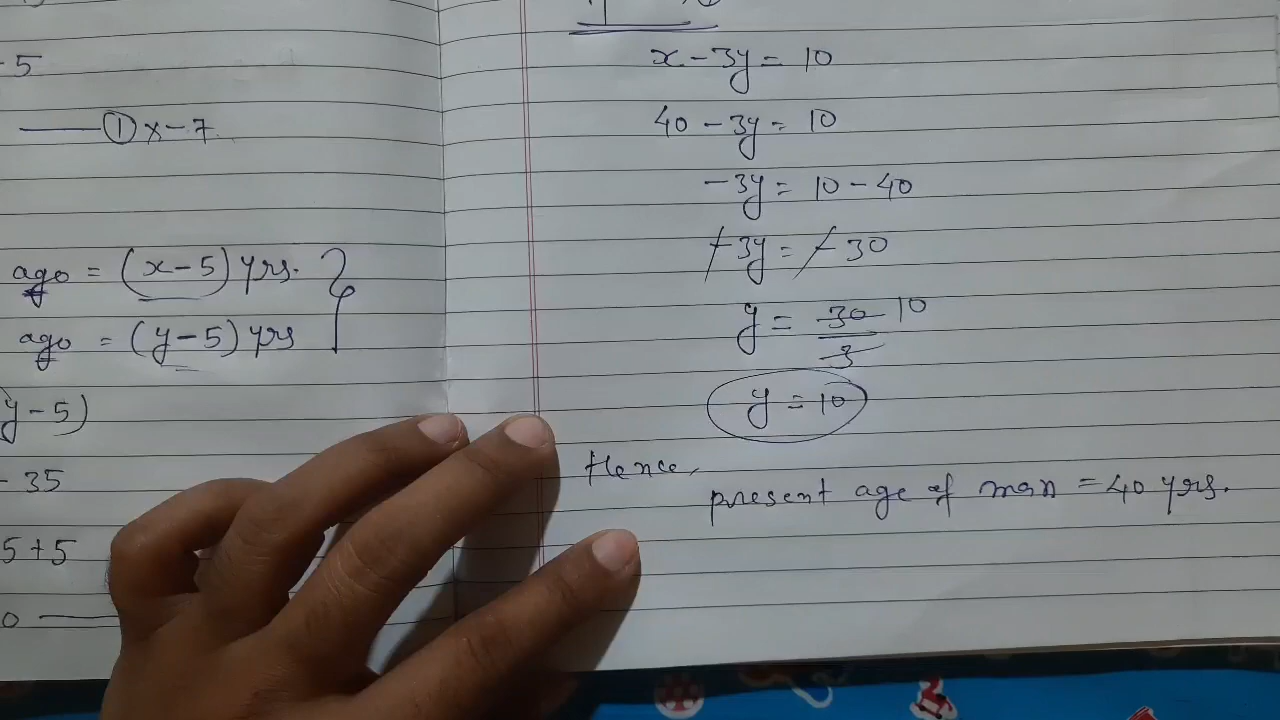 - 5
① x - 7
ago = (x - 5) yrs.
ago = (y - 5) yrs
y - 5)
- 35
5 + 5
0
x - 3y = 10
40 - 3y = 10
- 3y = 10 - 40
- 3y = - 30
y = 30/3 10
y = 10
Hence,
present age of man = 40 yrs.